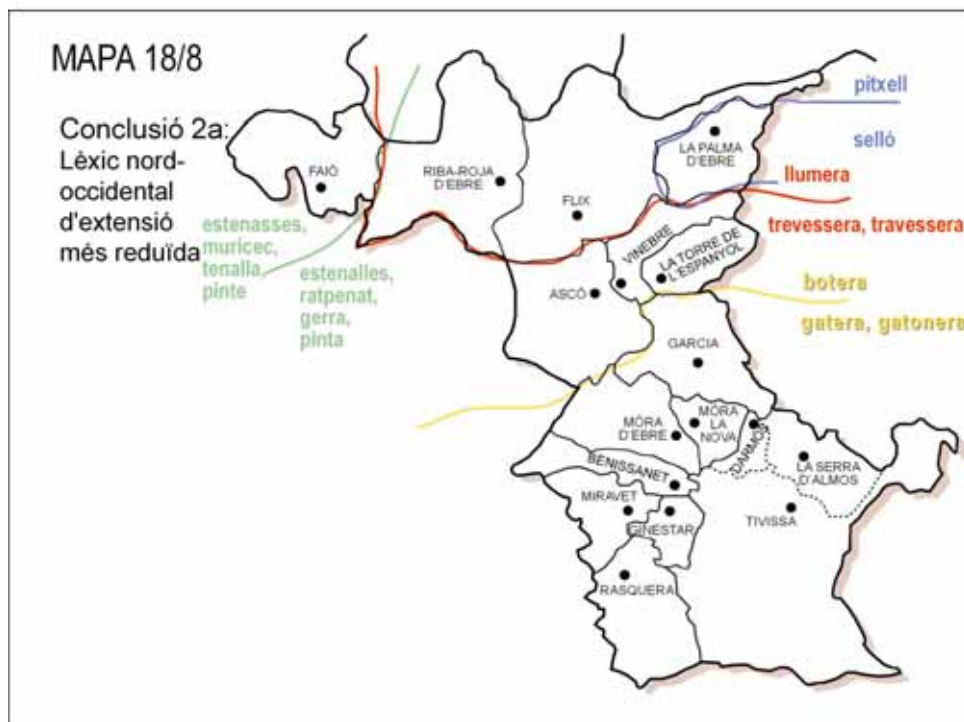 MAPA 18/8
Conclusió 2a:
Lèxic nord-
occidental
d'extensió
més reduïda
pitxell
selló
llumera
trevessera, travessera
botera
gatera, gatonera
estenasses,
muricec,
tenalla,
pinte
estenalles,
ratpenat,
gerra,
pinta
FAIÓ
RIBA-ROJA
D'EBRE
FLIX
LA PALMA
D'EBRE
VINEBRE
LA TORRE DE
L'ESPANYOL
ASCÓ
GARCIA
MÓRA
D'EBRE
MÓRA
LA
NOVA
DARMÓS
LA SERRA
D'ALMOS
BENISSANET
MIRAVET
GINESTAR
TIVISSA
RASQUERA